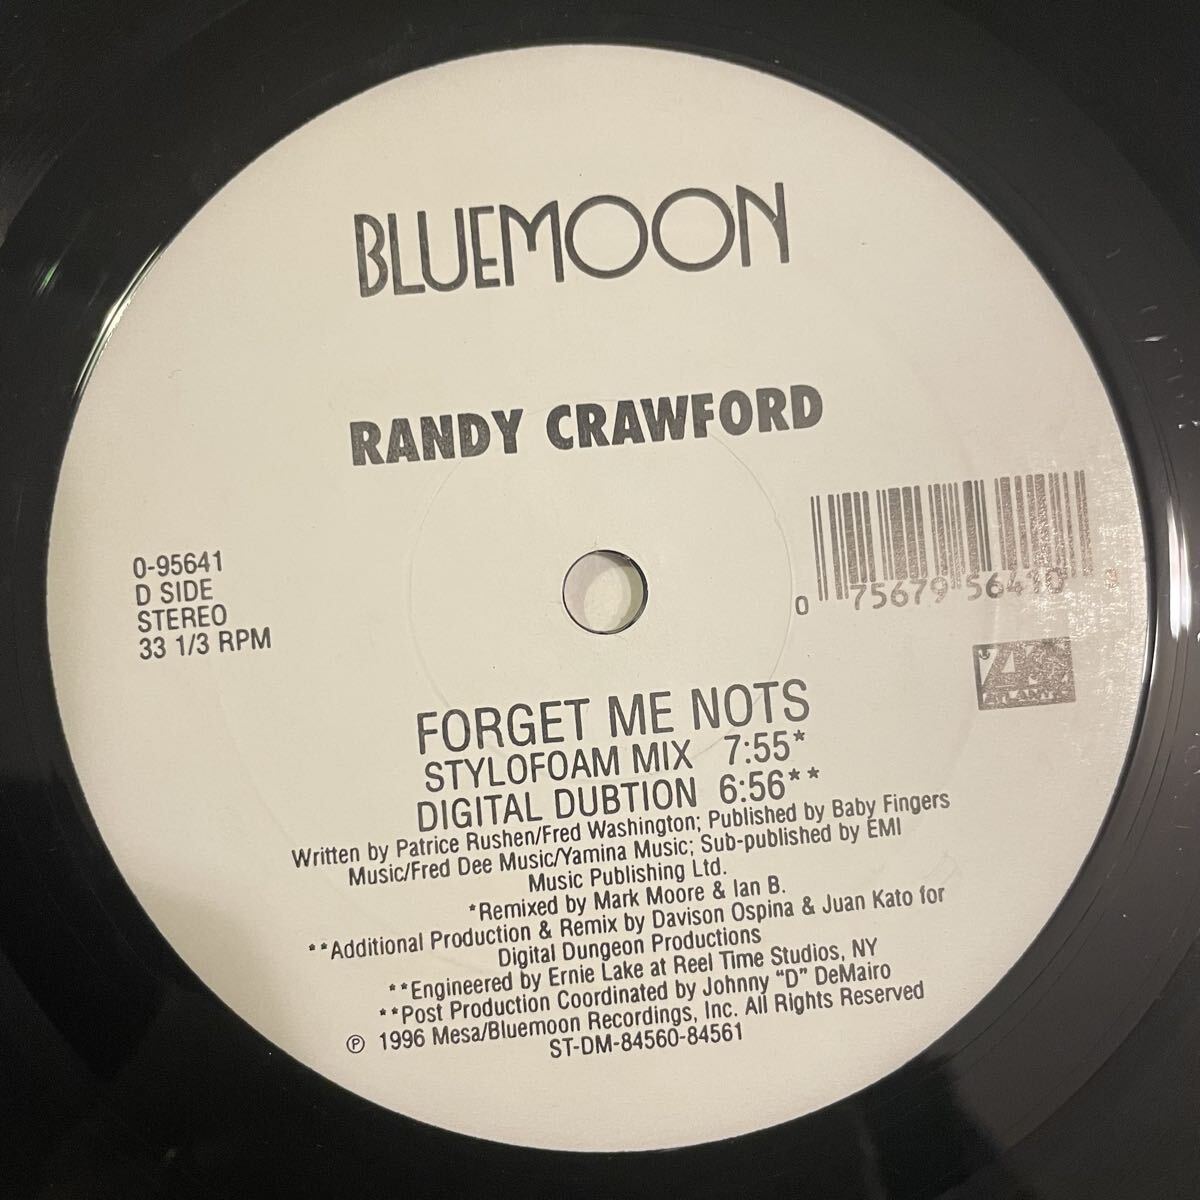 BLUEMOON
RANDY CRAWFORD
0-95641
D SIDE
STEREO
33 1/3 RPM
0 75679 56410
ATLANTIC
FORGET ME NOTS
STYLOFOAM MIX 7:55*
DIGITAL DUBTION 6:56**
Written by Patrice Rushen/Fred Washington; Published by Baby Fingers
Music/Fred Dee Music/Yamina Music; Sub-published by EMI
Music Publishing Ltd.
*Remixed by Mark Moore & Ian B.
**Additional Production & Remix by Davison Ospina & Juan Kato for
Digital Dungeon Productions
**Engineered by Ernie Lake at Reel Time Studios, NY
**Post Production Coordinated by Johnny "D" DeMairo
℗ 1996 Mesa/Bluemoon Recordings, Inc. All Rights Reserved
ST-DM-84560-84561